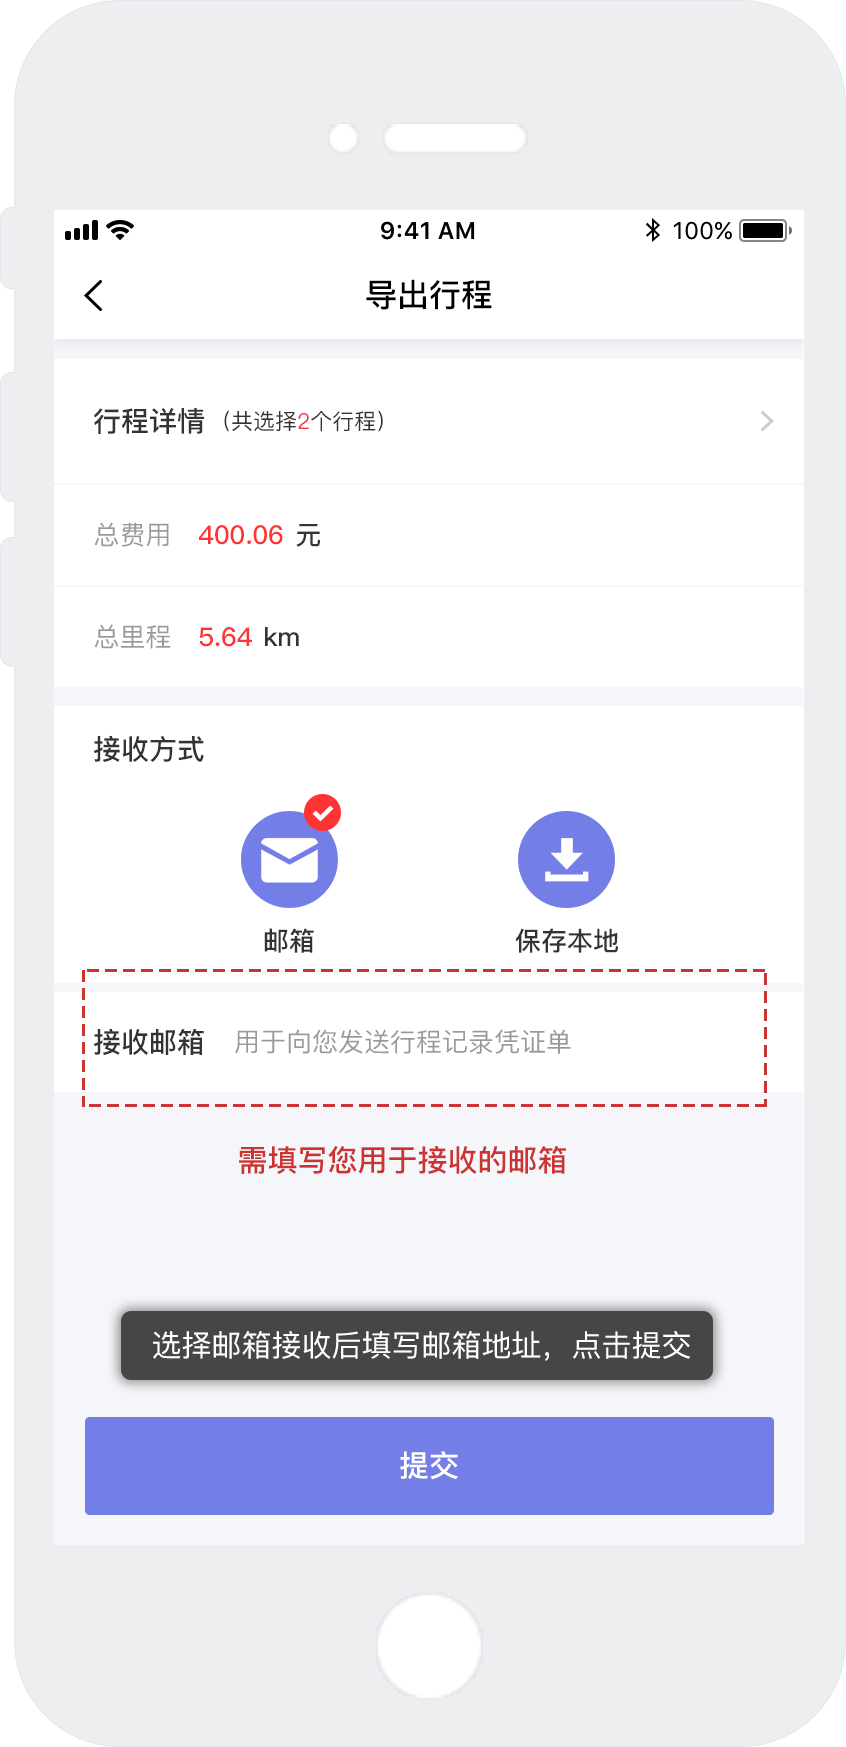 9:41 AM 100%
导出行程
行程详情（共选择2个行程）
总费用 400.06 元
总里程 5.64 km
接收方式
邮箱 保存本地
接收邮箱 用于向您发送行程记录凭证单
需填写您用于接收的邮箱
选择邮箱接收后填写邮箱地址，点击提交
提交